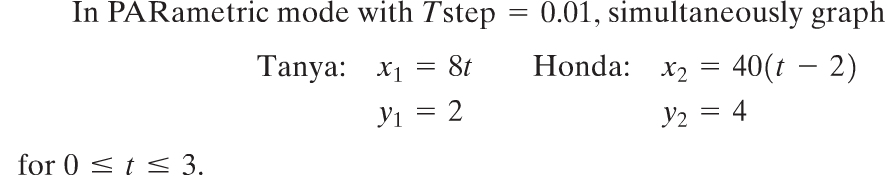 In PARametric mode with Tstep = 0.01, simultaneously graph
Tanya: x₁ = 8t Honda: x₂ = 40(t − 2)
y₁ = 2 y₂ = 4
for 0 ≤ t ≤ 3.